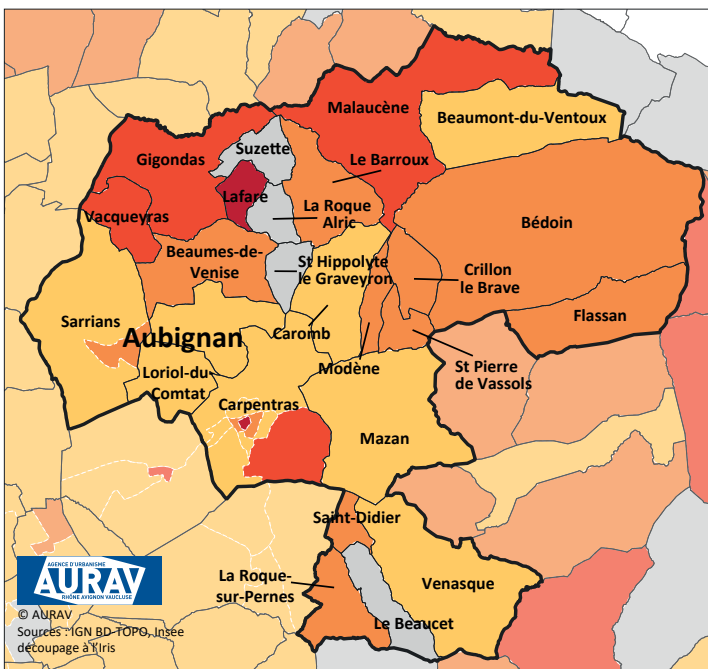 Malaucène
Beaumont-du-Ventoux
Suzette
Gigondas
Le Barroux
Lafare
La Roque
Alric
Vacqueyras
Bédoin
Beaumes-de-
Venise
St Hippolyte
le Graveyron
Crillon
le Brave
Sarrians
Flassan
Aubignan
Caromb
Modène
St Pierre
de Vassols
Loriol-du-
Comtat
Carpentras
Mazan
Saint-Didier
La Roque-
sur-Pernes
Venasque
Le Beaucet
AGENCE D'URBANISME
AURAV
RHÔNE AVIGNON VAUCLUSE
© AURAV
Sources : IGN BD-TOPO, Insee
découpage à l'Iris